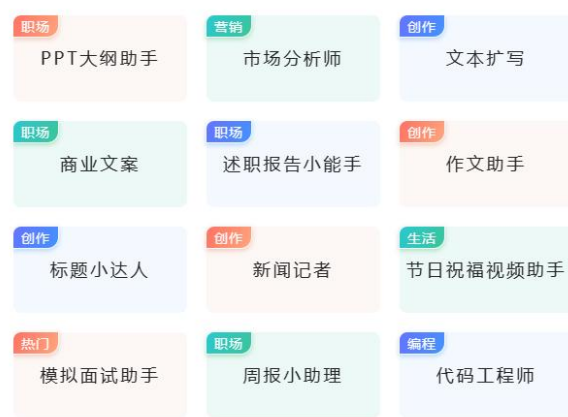 职场
PPT大纲助手
营销
市场分析师
创作
文本扩写
职场
商业文案
职场
述职报告小能手
创作
作文助手
创作
标题小达人
创作
新闻记者
生活
节日祝福视频助手
热门
模拟面试助手
职场
周报小助理
编程
代码工程师